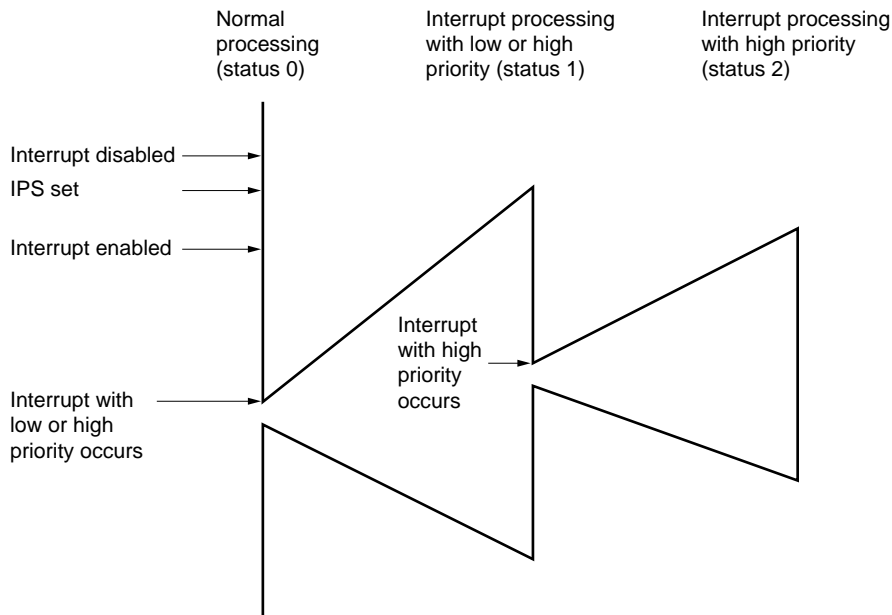 Normal
processing
(status 0)
Interrupt processing
with low or high
priority (status 1)
Interrupt processing
with high priority
(status 2)
Interrupt disabled
IPS set
Interrupt enabled
Interrupt
with high
priority
occurs
Interrupt with
low or high
priority occurs